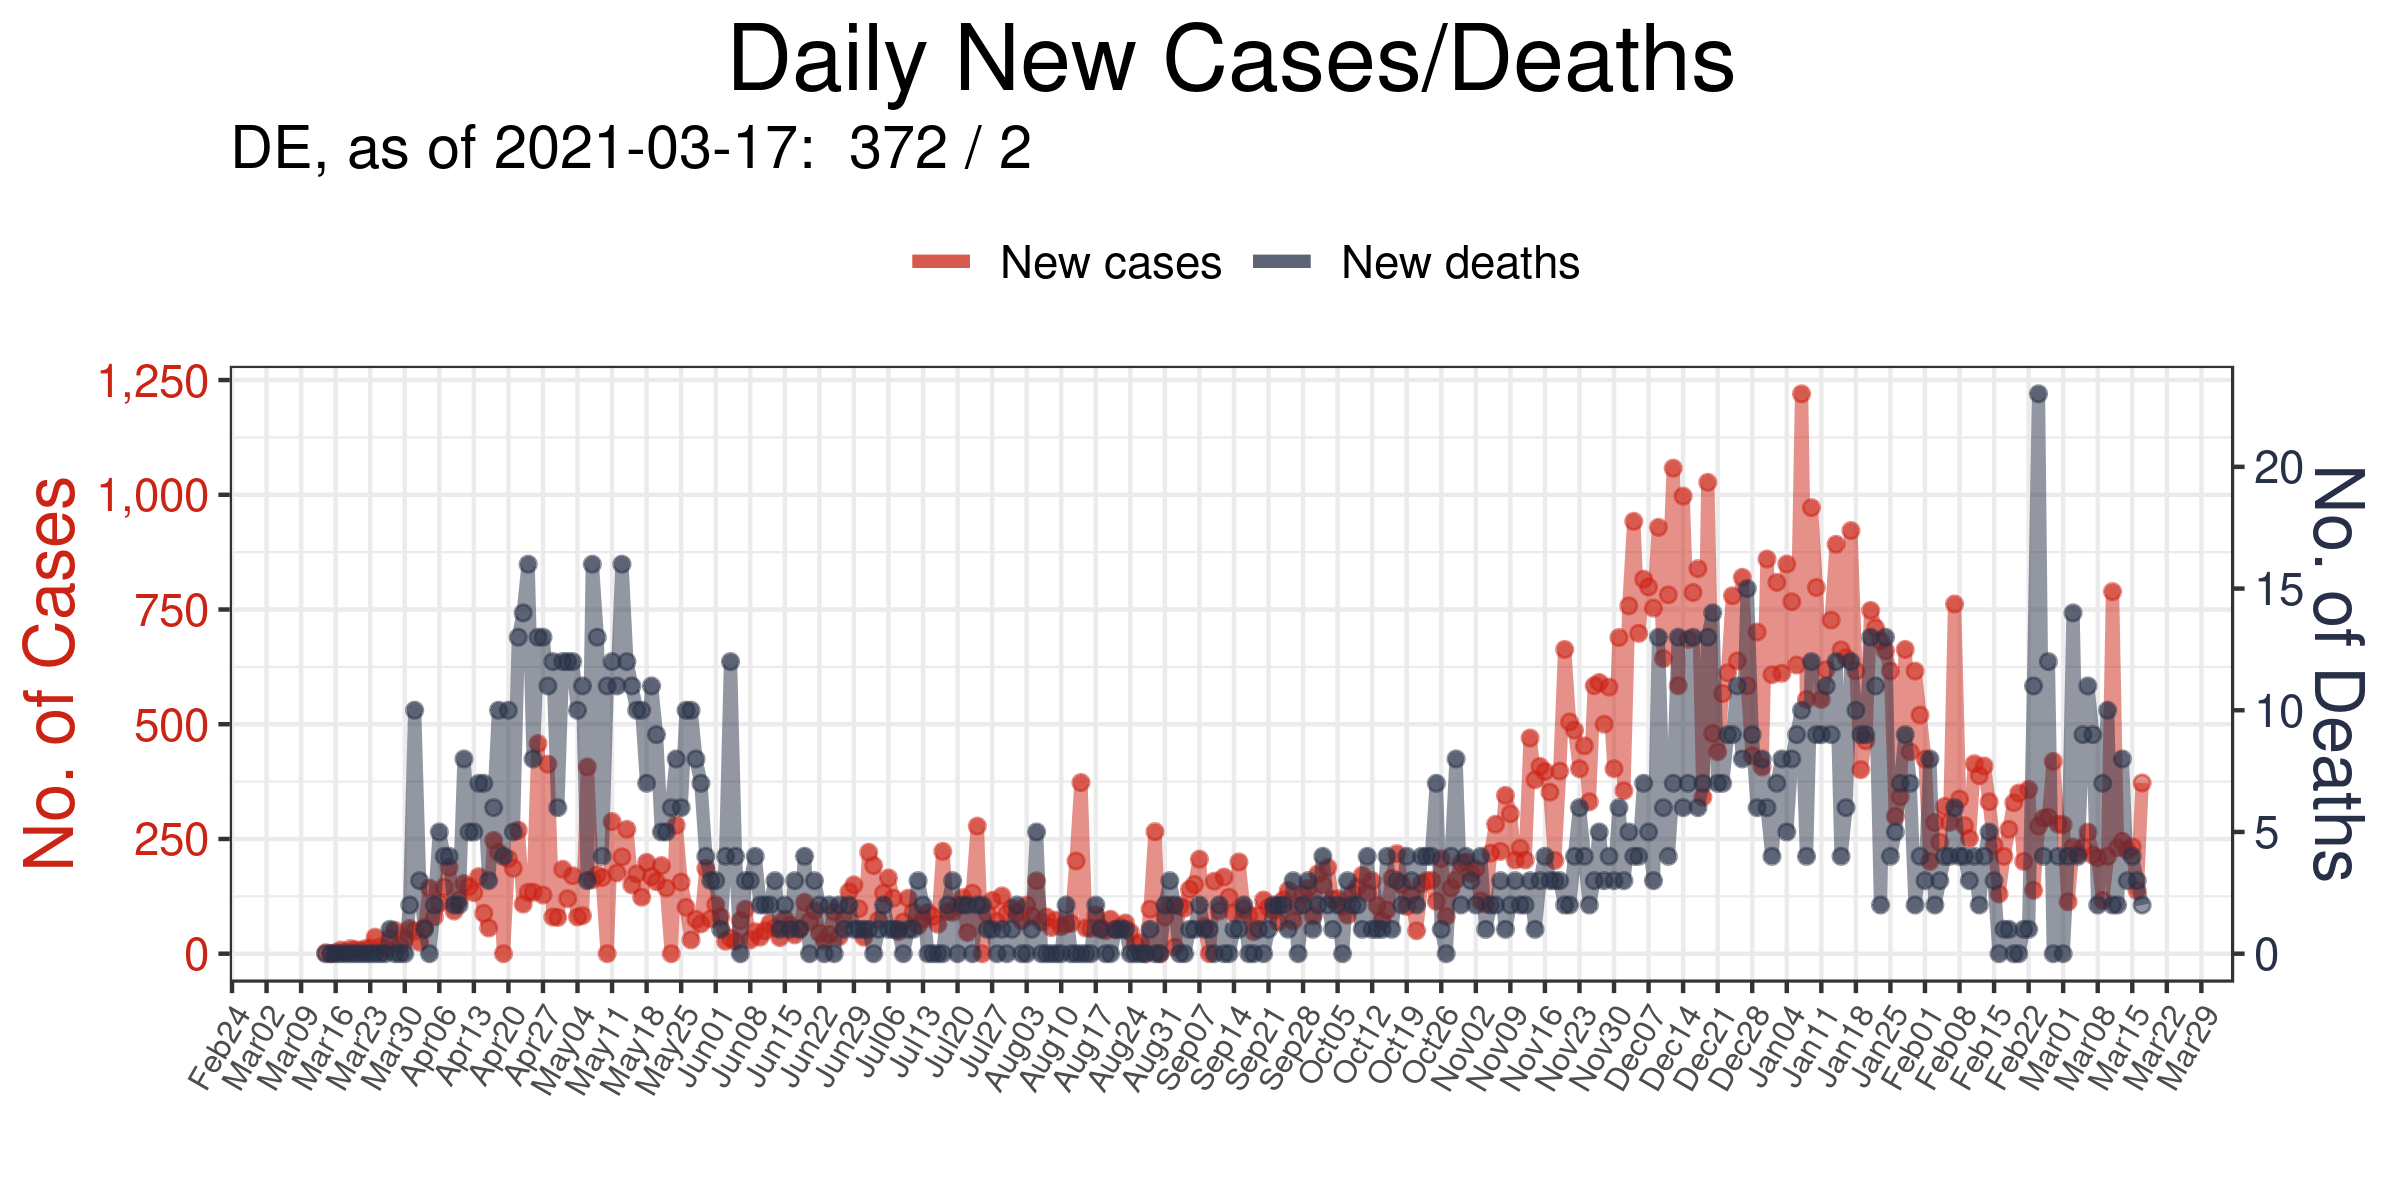 Daily New Cases/Deaths
DE, as of 2021-03-17:  372 / 2
New cases New deaths
No. of Cases
1,250
1,000
750
500
250
0
20
15
10
5
0
No. of Deaths
Feb24 Mar02 Mar09 Mar16 Mar23 Mar30 Apr06 Apr13 Apr20 Apr27 May04 May11 May18 May25 Jun01 Jun08 Jun15 Jun22 Jun29 Jul06 Jul13 Jul20 Jul27 Aug03 Aug10 Aug17 Aug24 Aug31 Sep07 Sep14 Sep21 Sep28 Oct05 Oct12 Oct19 Oct26 Nov02 Nov09 Nov16 Nov23 Nov30 Dec07 Dec14 Dec21 Dec28 Jan04 Jan11 Jan18 Jan25 Feb01 Feb08 Feb15 Feb22 Mar01 Mar08 Mar15 Mar22 Mar29